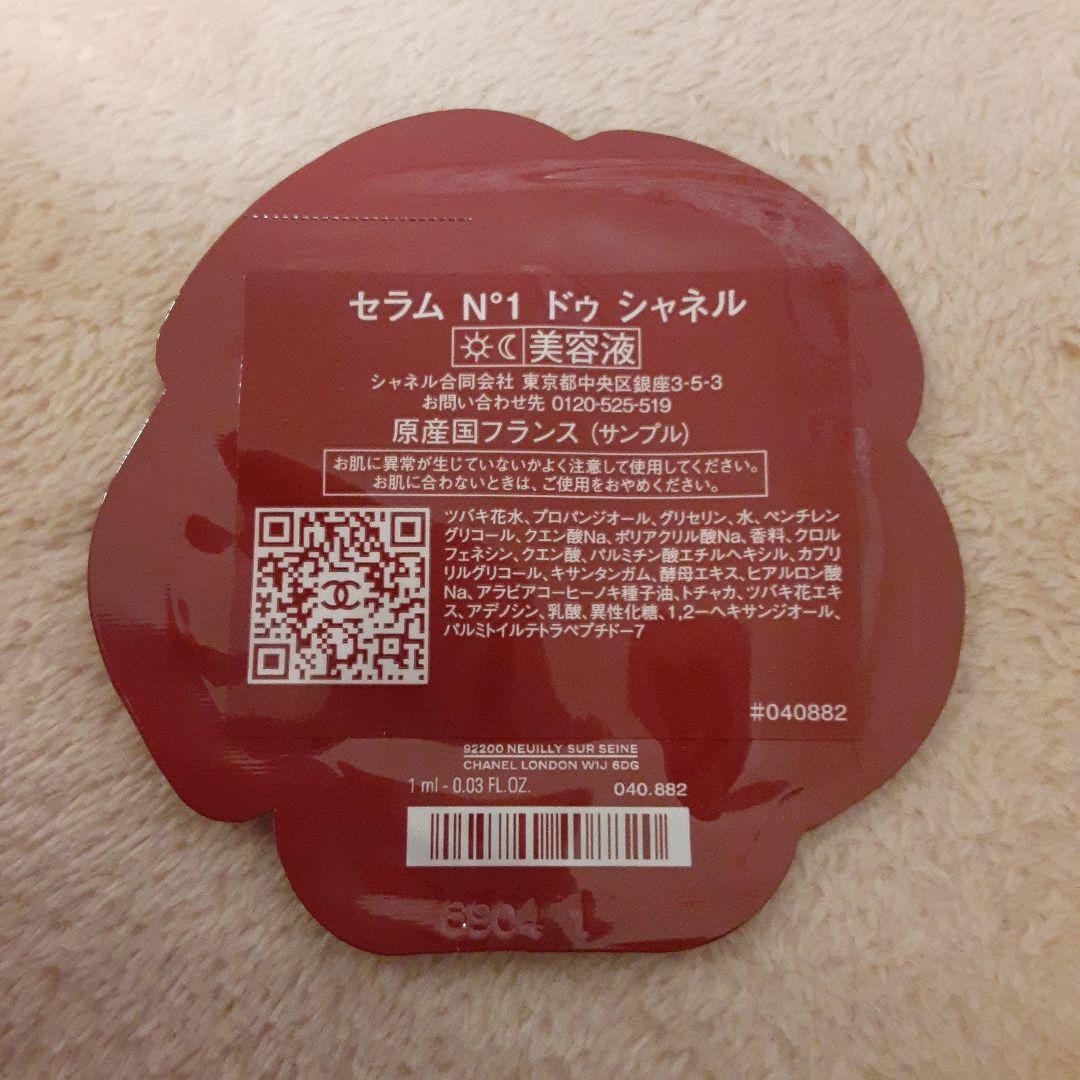 セラム N°1 ドゥ シャネル
美容液
シャネル合同会社 東京都中央区銀座3-5-3
お問い合わせ先 0120-525-519
原産国フランス (サンプル)
お肌に異常が生じていないかよく注意して使用してください。
お肌に合わないときは、ご使用をおやめください。
ツバキ花水、プロパンジオール、グリセリン、水、ペンチレン
グリコール、クエン酸Na、ポリアクリル酸Na、香料、クロル
フェネシン、クエン酸、パルミチン酸エチルヘキシル、カプリ
リルグリコール、キサンタンガム、酵母エキス、ヒアルロン酸
Na、アラビアコーヒーノキ種子油、トチャカ、ツバキ花エキ
ス、アデノシン、乳酸、異性化糖、1,2-ヘキサンジオール、
パルミトイルテトラペプチド-7
#040882
92200 NEUILLY SUR SEINE
CHANEL LONDON W1J 6DG
1 ml - 0.03 FL.OZ. 040.882